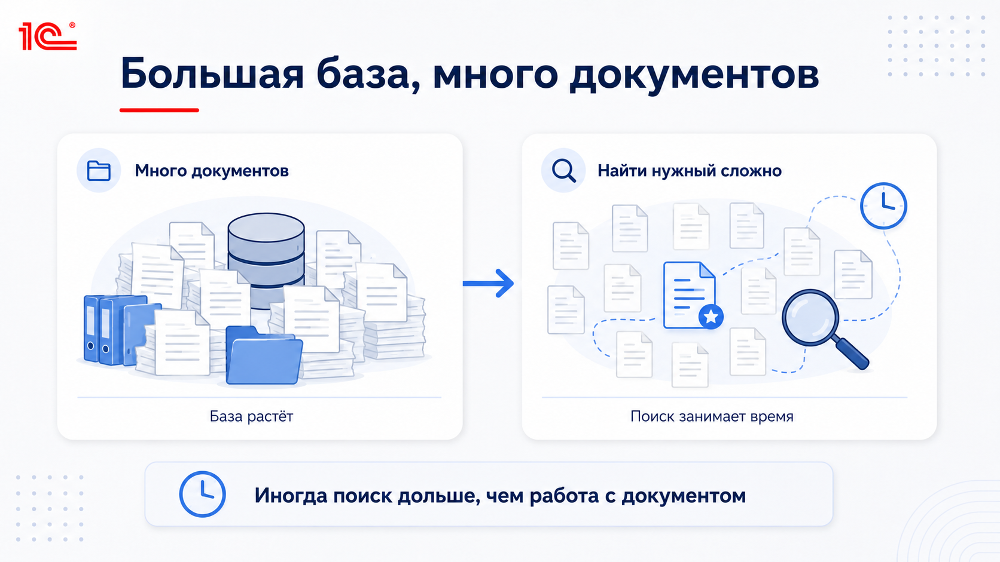 1С®
Большая база, много документов
Много документов
База растёт
Найти нужный сложно
Поиск занимает время
Иногда поиск дольше, чем работа с документом